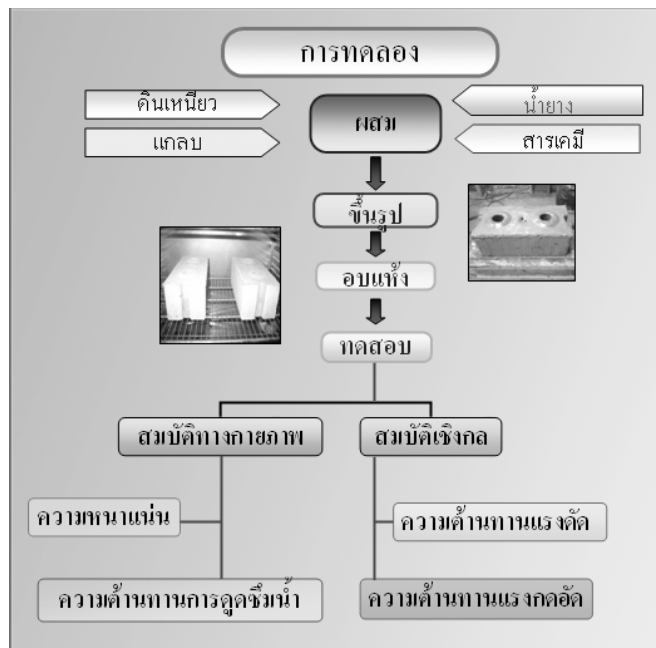 การทดลอง
ดินเหนียว
น้ำยาง
ผสม
แกลบ
สารเคมี
ขึ้นรูป
อบแห้ง
ทดสอบ
สมบัติทางกายภาพ
สมบัติเชิงกล
ความหนาแน่น
ความต้านทานแรงดัด
ความต้านทานการดูดซึมน้ำ
ความต้านทานแรงกดอัด